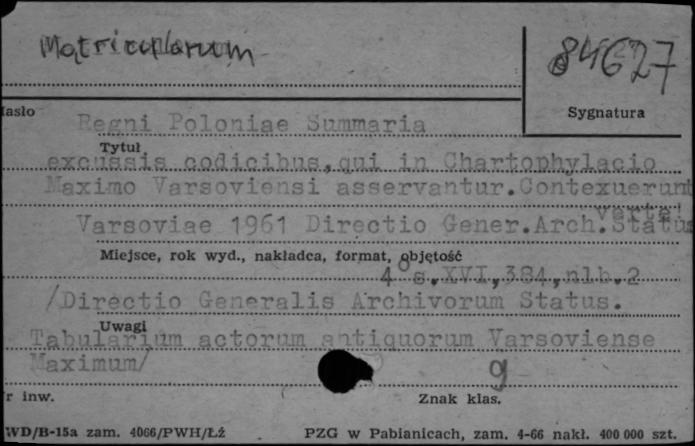 Matricularum
84627
Hasło
Sygnatura
Regni Poloniae Summaria
Tytuł
excussis codicibus,qui in Chartophylacio
Maximo Varsoviensi asservantur.Contexuerunt
verte!
Varsoviae 1961 Directio Gener.Arch.Status
Miejsce, rok wyd., nakładca, format, objętość
4° s.XVI,384,nlb.2
/Directio Generalis Archivorum Status.
Uwagi
Tabularium actorum antiquorum Varsoviense
Maximum/
g
r inw.
Znak klas.
WD/B-15a zam. 4066/PWH/Łź
PZG w Pabianicach, zam. 4-66 nakł. 400 000 szt.